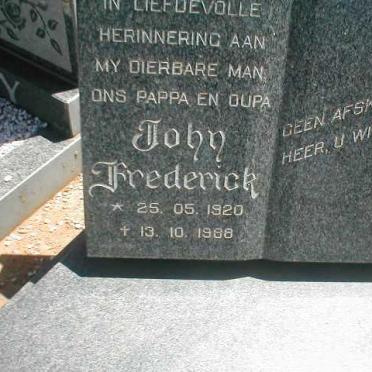 IN LIEFDEVOLLE
HERINNERING AAN
MY DIERBARE MAN,
ONS PAPPA EN OUPA
Johy
Frederick
* 25. 05. 1920
+ 13. 10. 1988
GEEN AFSK
HEER, U WI